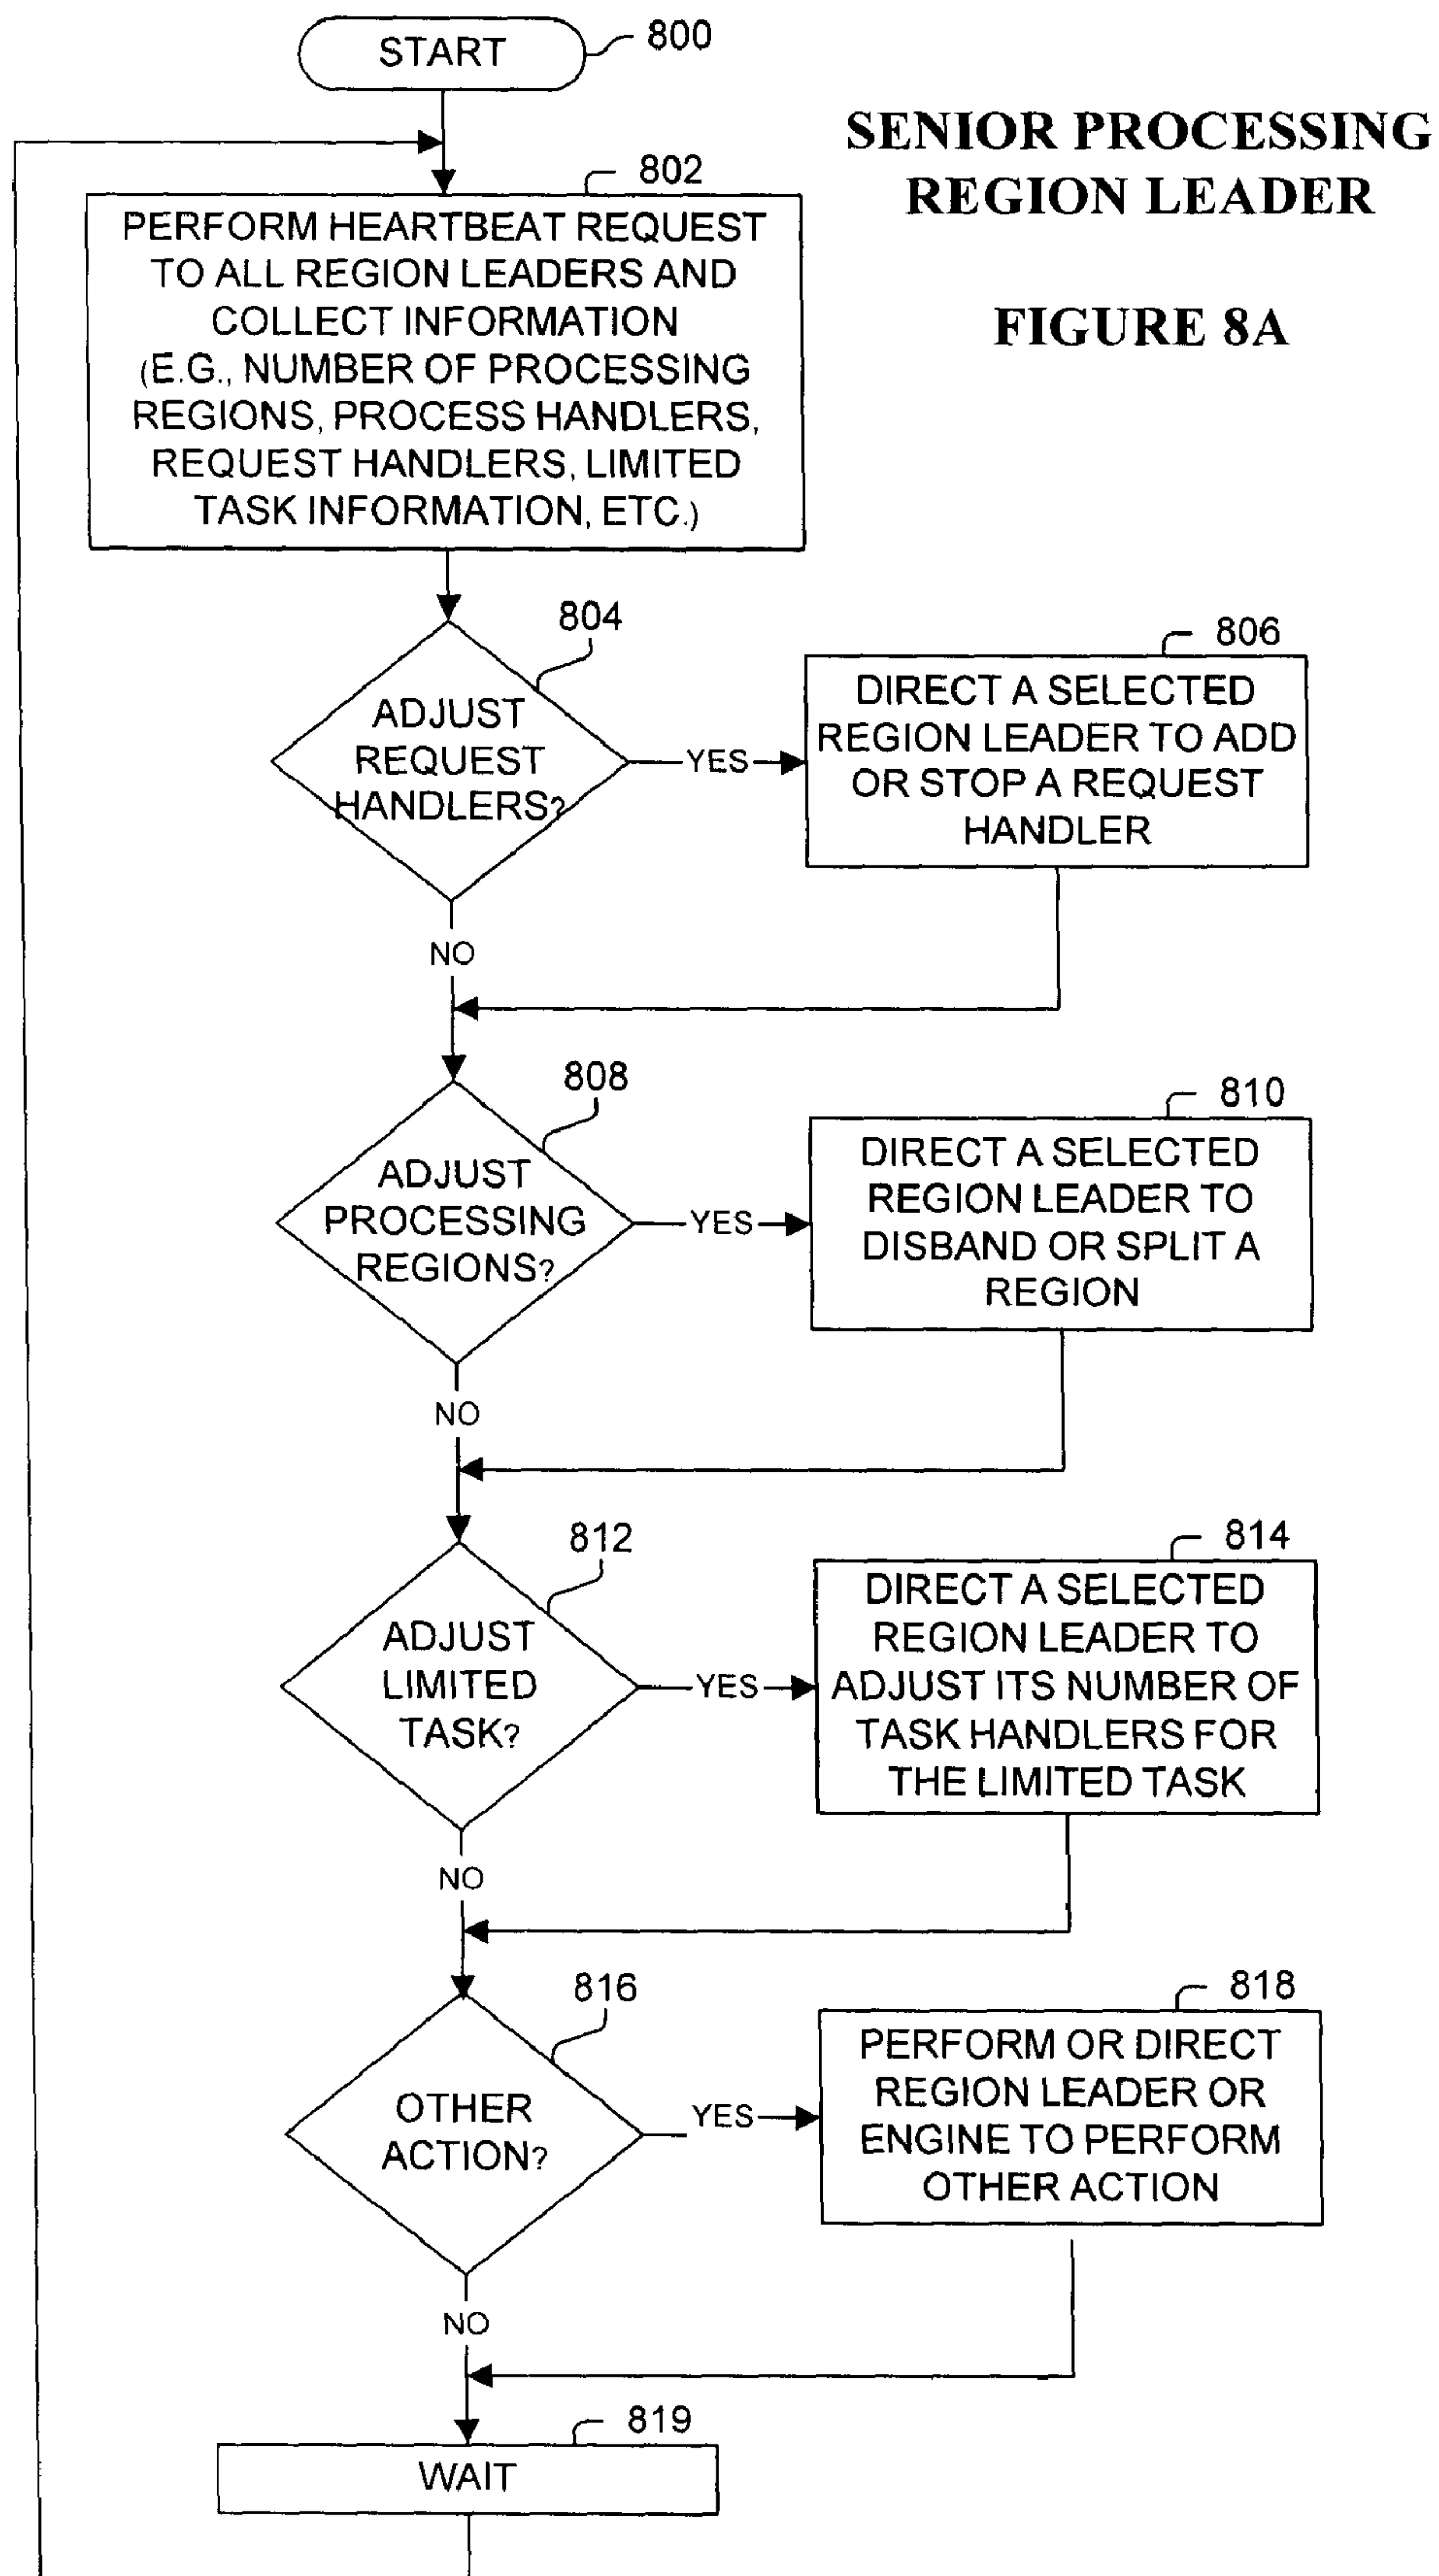 START
800
SENIOR PROCESSING
REGION LEADER
FIGURE 8A
802
PERFORM HEARTBEAT REQUEST
TO ALL REGION LEADERS AND
COLLECT INFORMATION
(E.G., NUMBER OF PROCESSING
REGIONS, PROCESS HANDLERS,
REQUEST HANDLERS, LIMITED
TASK INFORMATION, ETC.)
804
ADJUST
REQUEST
HANDLERS?
YES
806
DIRECT A SELECTED
REGION LEADER TO ADD
OR STOP A REQUEST
HANDLER
NO
808
ADJUST
PROCESSING
REGIONS?
YES
810
DIRECT A SELECTED
REGION LEADER TO
DISBAND OR SPLIT A
REGION
NO
812
ADJUST
LIMITED
TASK?
YES
814
DIRECT A SELECTED
REGION LEADER TO
ADJUST ITS NUMBER OF
TASK HANDLERS FOR
THE LIMITED TASK
NO
816
OTHER
ACTION?
YES
818
PERFORM OR DIRECT
REGION LEADER OR
ENGINE TO PERFORM
OTHER ACTION
NO
819
WAIT